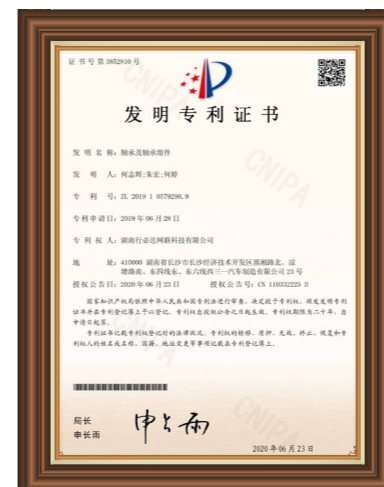 证书号第3852810号
发明专利证书
发 明 名 称：轴承及轴承组件
发 明 人：何志辉;朱宏;何聆
专 利 号：ZL 2019 1 0579298.9
专利申请日：2019年06月28日
专 利 权 人：湖南行必达网联科技有限公司
地 址：410000 湖南省长沙市长沙经济技术开发区蒸湘路北、凉
塘路南、东四线东、东六线西三一汽车制造有限公司23号
授权公告日：2020年06月23日 授权公告号：CN 110332225 B
国家知识产权局依照中华人民共和国专利法进行审查，决定授予专利权，颁发发明专利
证书并在专利登记簿上予以登记。专利权自授权公告之日起生效。专利权期限为二十年，自
申请日起算。
专利证书记载专利权登记时的法律状况。专利权的转移、质押、无效、终止、恢复和专
利权人的姓名或名称、国籍、地址变更等事项记载在专利登记簿上。
局长
申长雨
申长雨
2020年06月23日
CNIPA
CNIPA
CNIPA
CNIPA